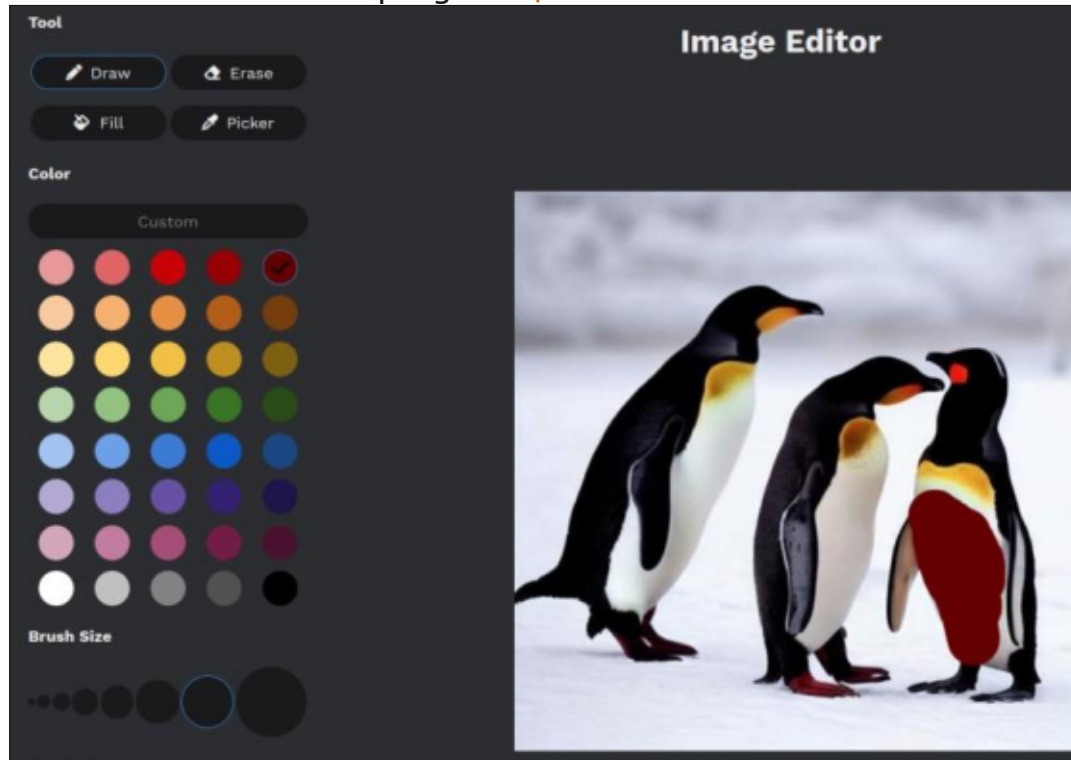 Tool
Image Editor
Draw
Erase
Fill
Picker
Color
Custom
Brush Size